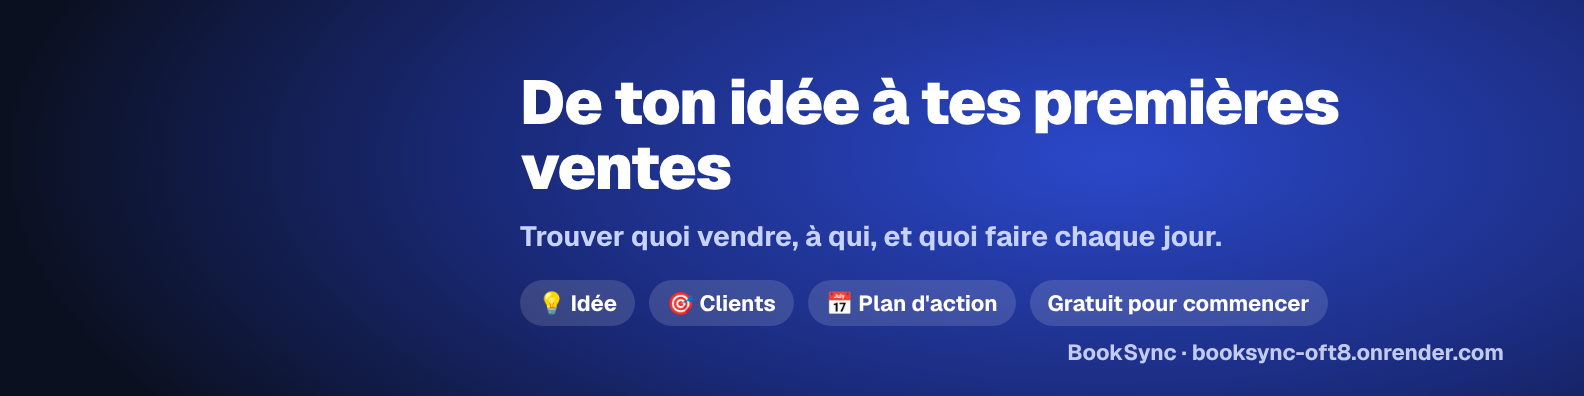 De ton idée à tes premières
ventes
Trouver quoi vendre, à qui, et quoi faire chaque jour.
💡 Idée 🎯 Clients 📅 Plan d'action Gratuit pour commencer
BookSync · booksync-oft8.onrender.com